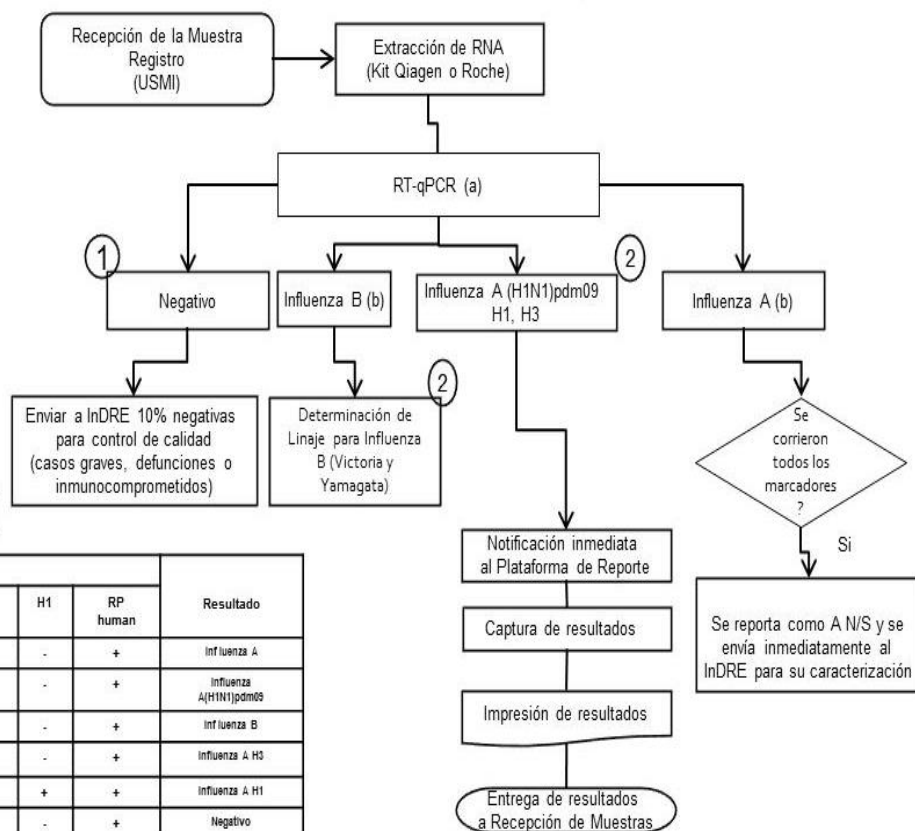 Recepción de la Muestra
Registro
(USMI)
Extracción de RNA
(Kit Qiagen o Roche)
RT-qPCR (a)
1
Negativo
Influenza B (b)
Influenza A (H1N1)pdm09
H1, H3
2
Influenza A (b)
Enviar a InDRE 10% negativas
para control de calidad
(casos graves, defunciones o
inmunocomprometidos)
2
Determinación de
Linaje para Influenza
B (Victoria y
Yamagata)
Se
corrieron
todos los
marcadores
?
Si
Notificación inmediata
al Plataforma de Reporte
Captura de resultados
Impresión de resultados
Entrega de resultados
a Recepción de Muestras
Se reporta como A N/S y se
envía inmediatamente al
InDRE para su caracterización
H1 RP Resultado
human
- + Influenza A
- + Influenza
A(H1N1)pdm09
- + Influenza B
- + Influenza A H3
+ + Influenza A H1
- + Negativo